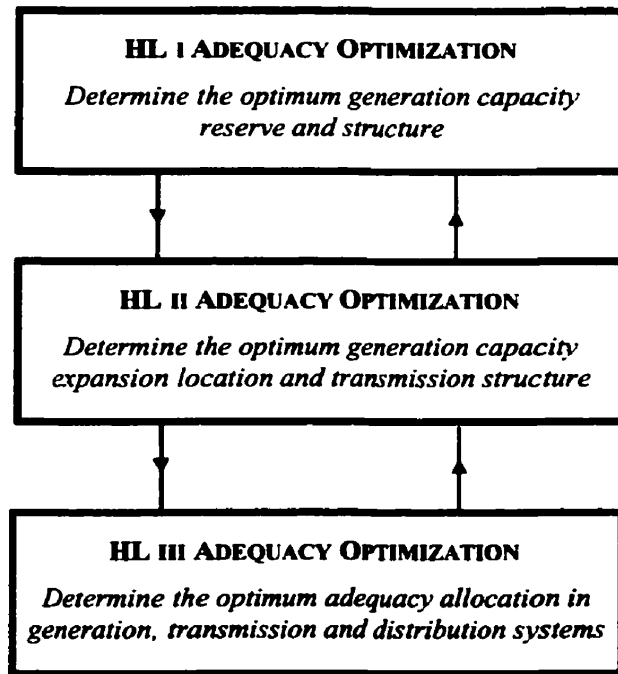 HL I ADEQUACY OPTIMIZATION
Determine the optimum generation capacity
reserve and structure
HL II ADEQUACY OPTIMIZATION
Determine the optimum generation capacity
expansion location and transmission structure
HL III ADEQUACY OPTIMIZATION
Determine the optimum adequacy allocation in
generation, transmission and distribution systems